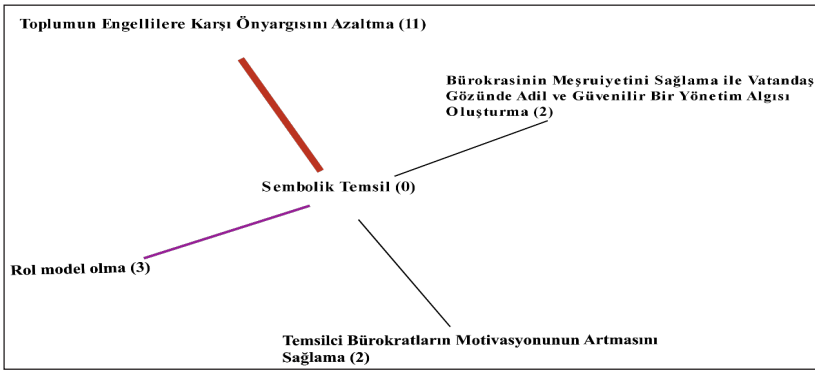 Toplumun Engellilere Karşı Önyargısını Azaltma (11)
Bürokrasinin Meşruiyetini Sağlama ile Vatandaş
Gözünde Adil ve Güvenilir Bir Yönetim Algısı
Oluşturma (2)
Sembolik Temsil (0)
Rol model olma (3)
Temsilci Bürokratların Motivasyonunun Artmasını
Sağlama (2)